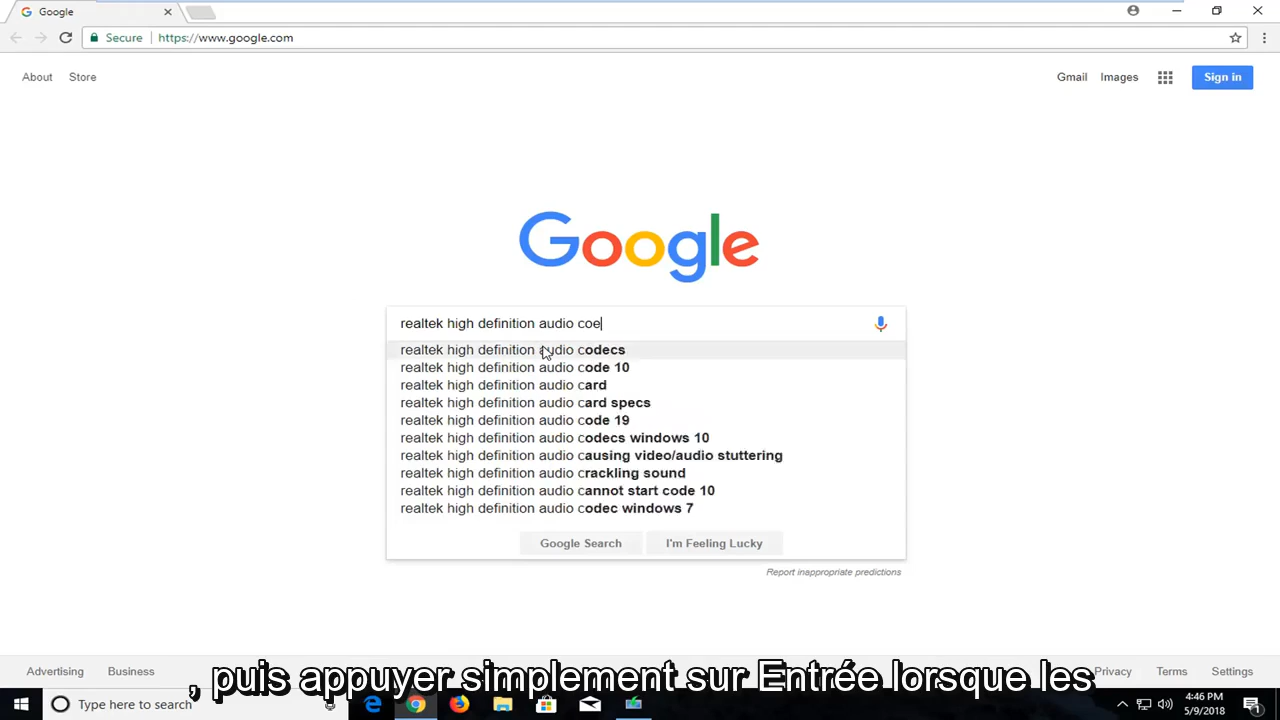 Google
Secure https://www.google.com
About Store Gmail Images Sign in
Google
realtek high definition audio coe
realtek high definition audio codecs
realtek high definition audio code 10
realtek high definition audio card
realtek high definition audio card specs
realtek high definition audio code 19
realtek high definition audio codecs windows 10
realtek high definition audio causing video/audio stuttering
realtek high definition audio crackling sound
realtek high definition audio cannot start code 10
realtek high definition audio codec windows 7
Google Search I'm Feeling Lucky
Report inappropriate predictions
Advertising Business Privacy Terms Settings
, puis appuyer simplement sur Entrée lorsque les
Type here to search
4:46 PM
5/9/2018
1